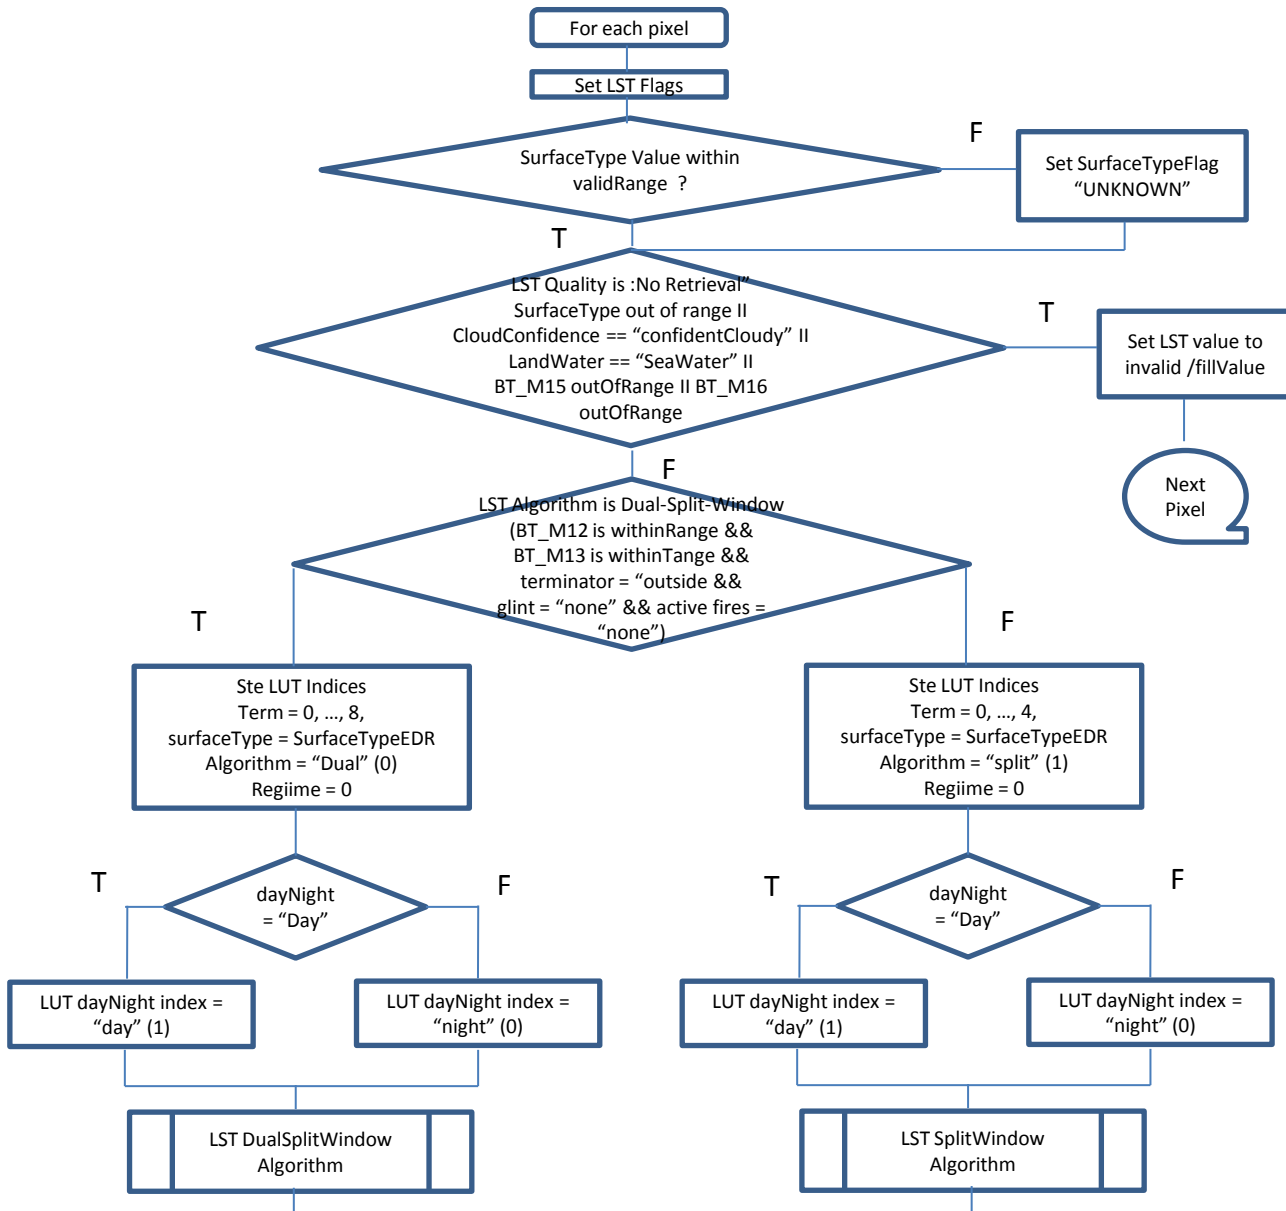 For each pixel
Set LST Flags
SurfaceType Value within
validRange  ?
F
Set SurfaceTypeFlag
“UNKNOWN”
T
LST Quality is :No Retrieval”
SurfaceType out of range II
CloudConfidence == “confidentCloudy” II
LandWater == “SeaWater” II
BT_M15 outOfRange II BT_M16
outOfRange
T
Set LST value to
invalid /fillValue
Next
Pixel
F
LST Algorithm is Dual-Split-Window
(BT_M12 is withinRange &&
BT_M13 is withinTange &&
terminator = “outside &&
glint = “none” && active fires =
“none”)
T
F
Ste LUT Indices
Term = 0, …, 8,
surfaceType = SurfaceTypeEDR
Algorithm = “Dual” (0)
Regiime = 0
Ste LUT Indices
Term = 0, …, 4,
surfaceType = SurfaceTypeEDR
Algorithm = “split” (1)
Regiime = 0
T
dayNight
= “Day”
F
T
dayNight
= “Day”
F
LUT dayNight index =
“day” (1)
LUT dayNight index =
“night” (0)
LUT dayNight index =
“day” (1)
LUT dayNight index =
“night” (0)
LST DualSplitWindow
Algorithm
LST SplitWindow
Algorithm